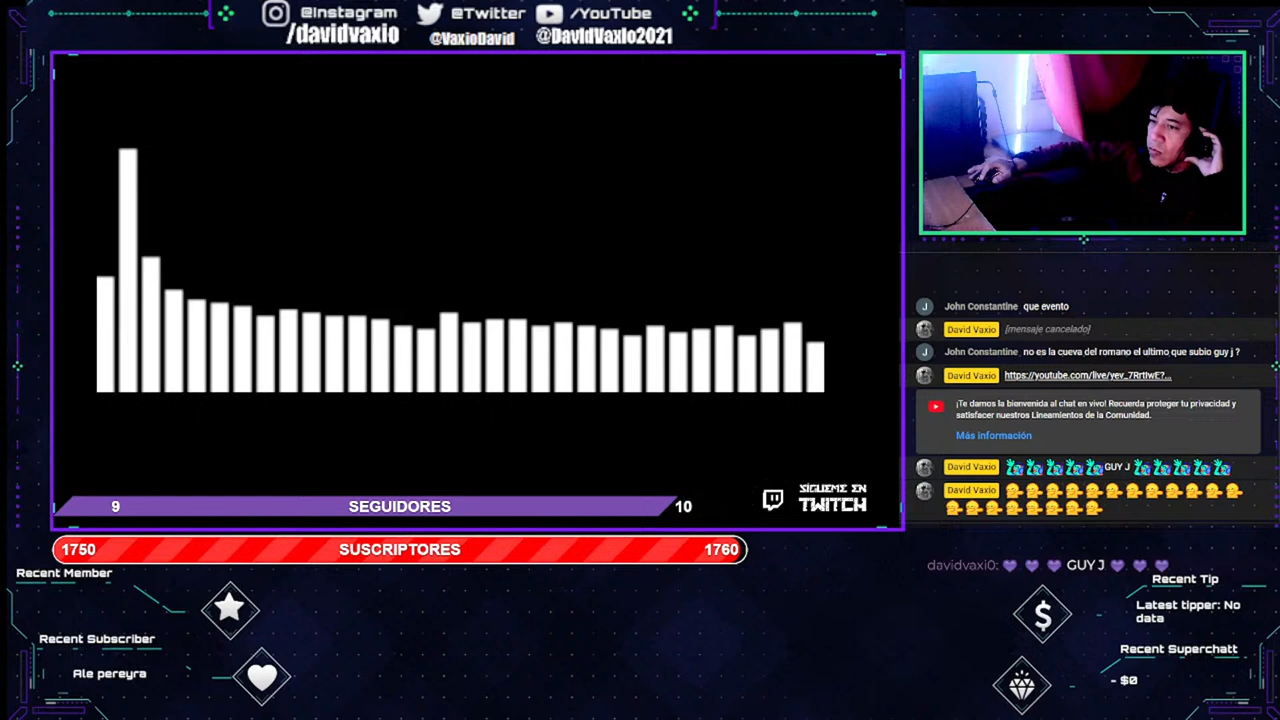 @Instagram @Twitter /YouTube
/davidvaxio @VaxioDavid @DavidVaxio2021
John Constantine que evento
David Vaxio [mensaje cancelado]
John Constantine no es la cueva del romano el ultimo que subio guy j ?
David Vaxio https://youtube.com/live/yev_7RrtIwE?...
¡Te damos la bienvenida al chat en vivo! Recuerda proteger tu privacidad y
satisfacer nuestros Lineamientos de la Comunidad.
Más información
David Vaxio GUY J
David Vaxio
9 SEGUIDORES 10
SÍGUEME EN
TWITCH
1750 SUSCRIPTORES 1760
davidvaxi0: 💜 💜 💜 GUY J 💜 💜 💜
Recent Member
Recent Subscriber
Ale pereyra
Recent Tip
Latest tipper: No
data
Recent Superchatt
- $0